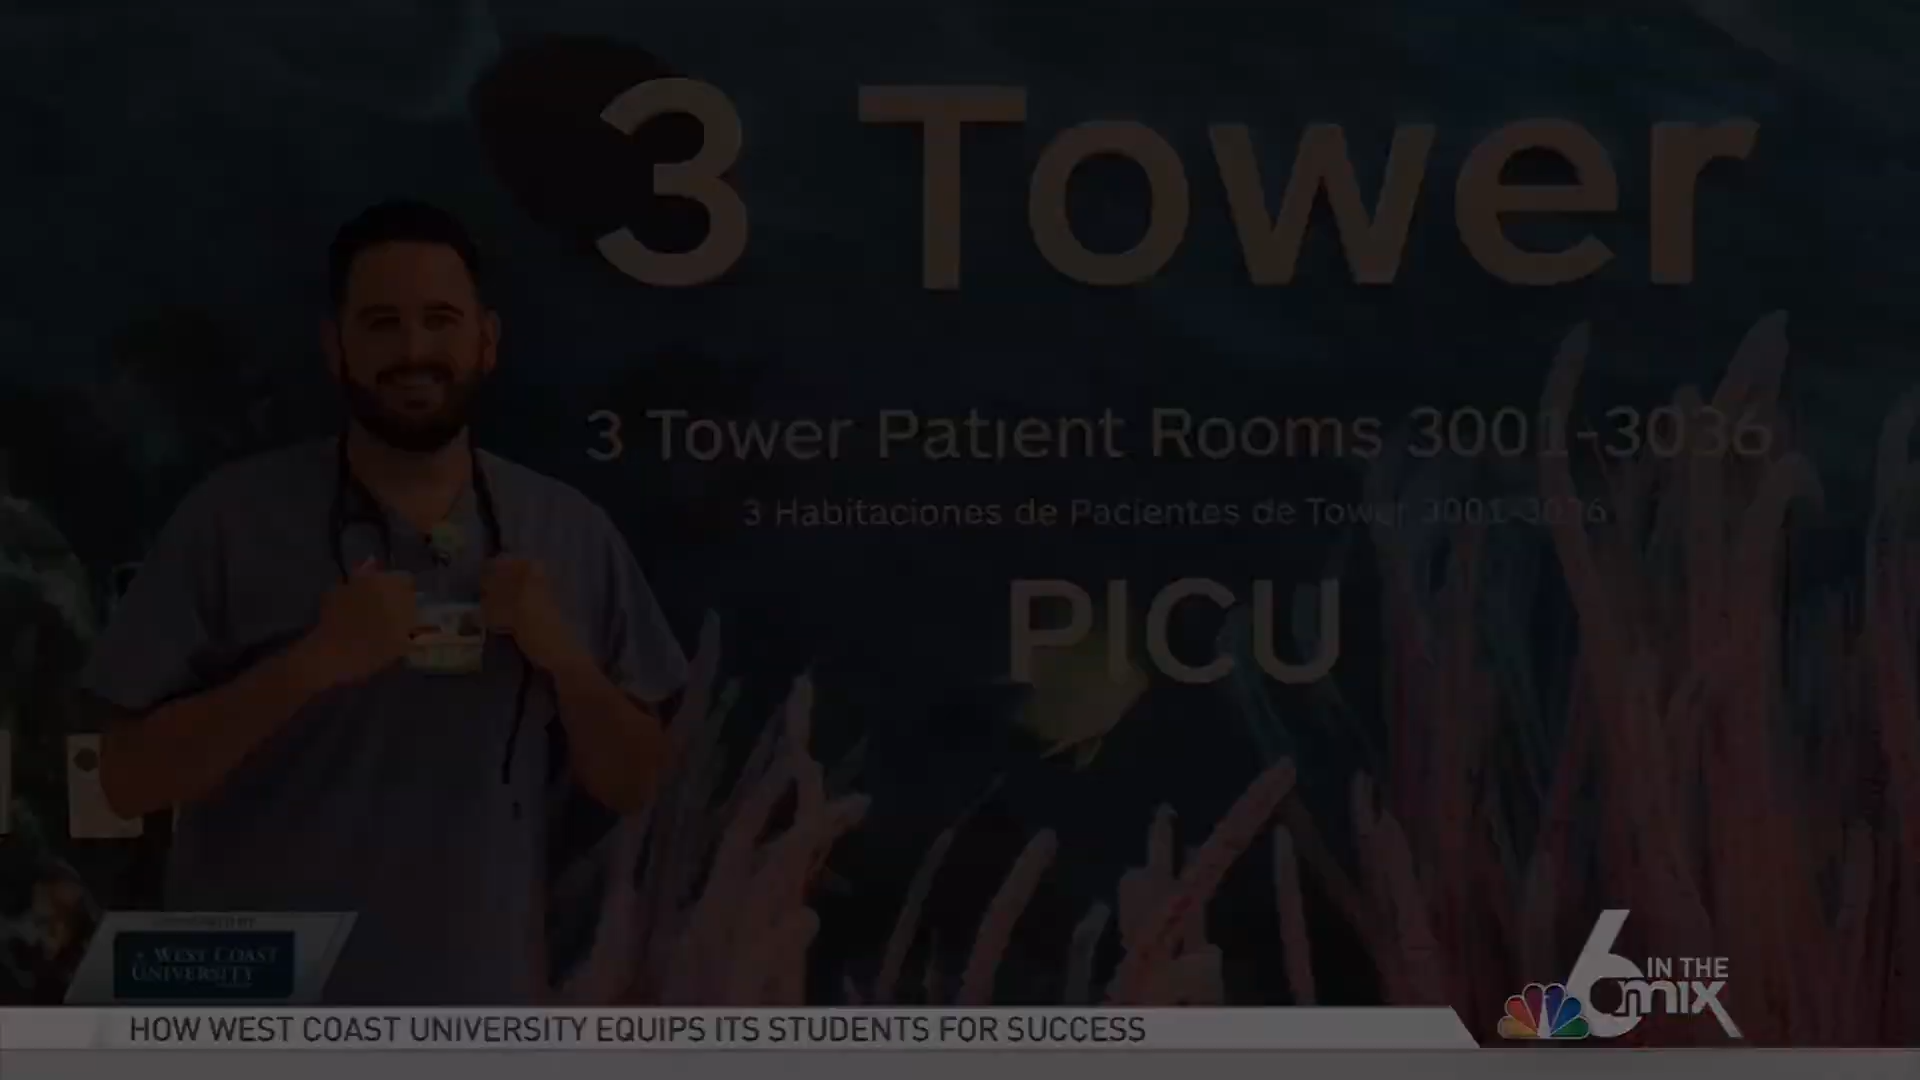 3 Tower
3 Tower Patient Rooms 3001-3036
3 Habitaciones de Pacientes de Tower 3001-3036
PICU
WEST COAST
UNIVERSITY
6 IN THE
mix
HOW WEST COAST UNIVERSITY EQUIPS ITS STUDENTS FOR SUCCESS